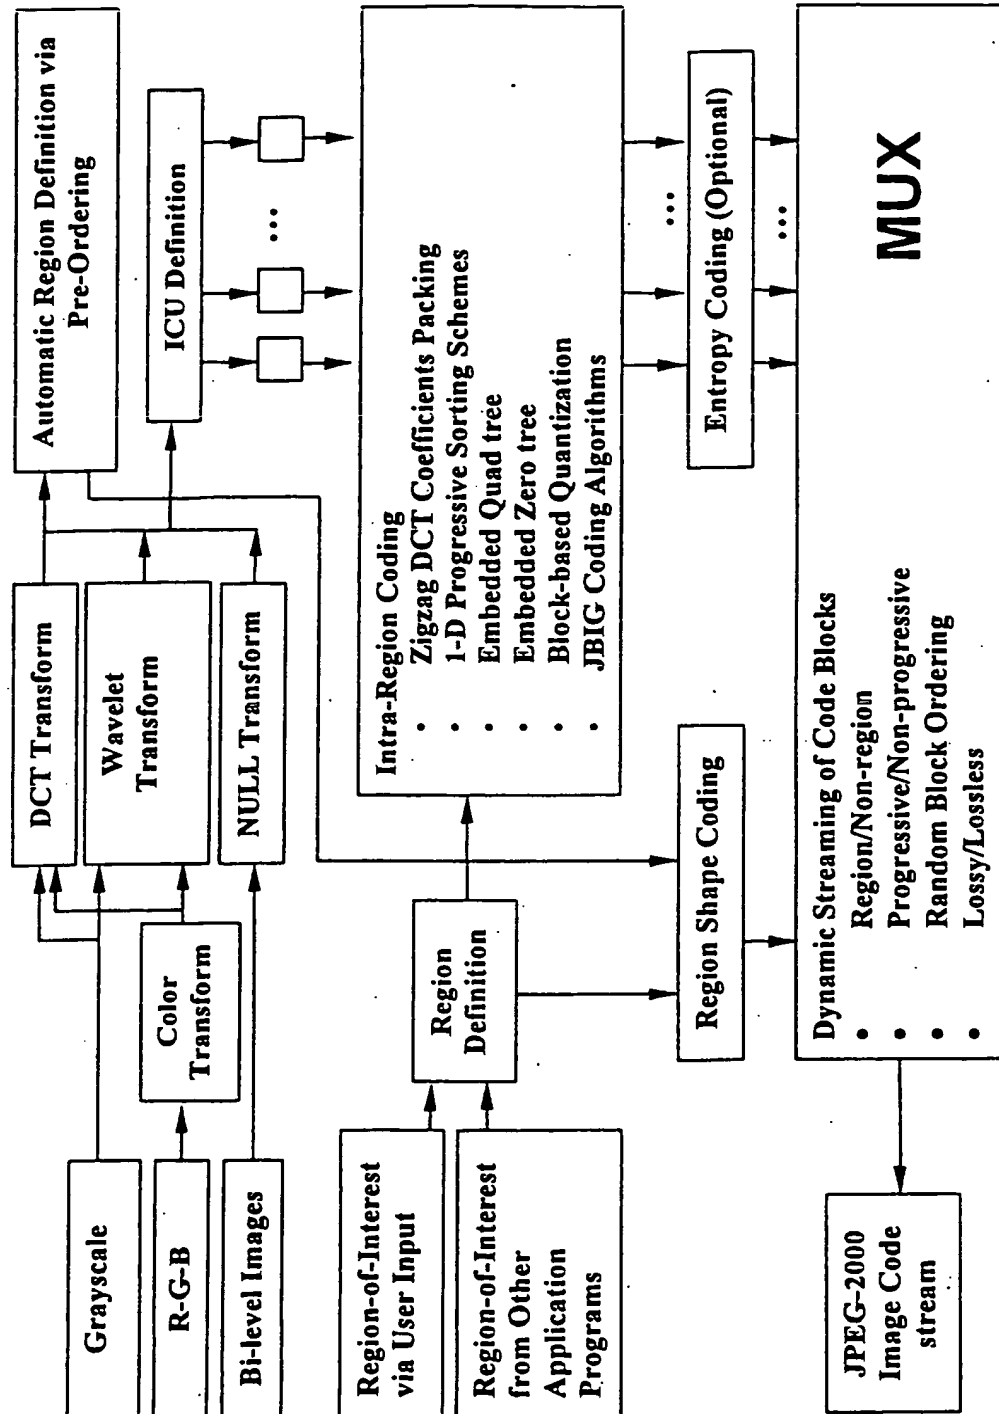 Grayscale
R-G-B
Bi-level Images
Color
Transform
DCT Transform
Wavelet
Transform
NULL Transform
Automatic Region Definition via
Pre-Ordering
ICU Definition
...
Region-of-Interest
via User Input
Region-of-Interest
from Other
Application
Programs
Region
Definition
Intra-Region Coding
• Zigzag DCT Coefficients Packing
• 1-D Progressive Sorting Schemes
• Embedded Quad tree
• Embedded Zero tree
• Block-based Quantization
• JBIG Coding Algorithms
...
Region Shape Coding
Entropy Coding (Optional)
...
Dynamic Streaming of Code Blocks
• Region/Non-region
• Progressive/Non-progressive
• Random Block Ordering
• Lossy/Lossless
MUX
JPEG-2000
Image Code
stream